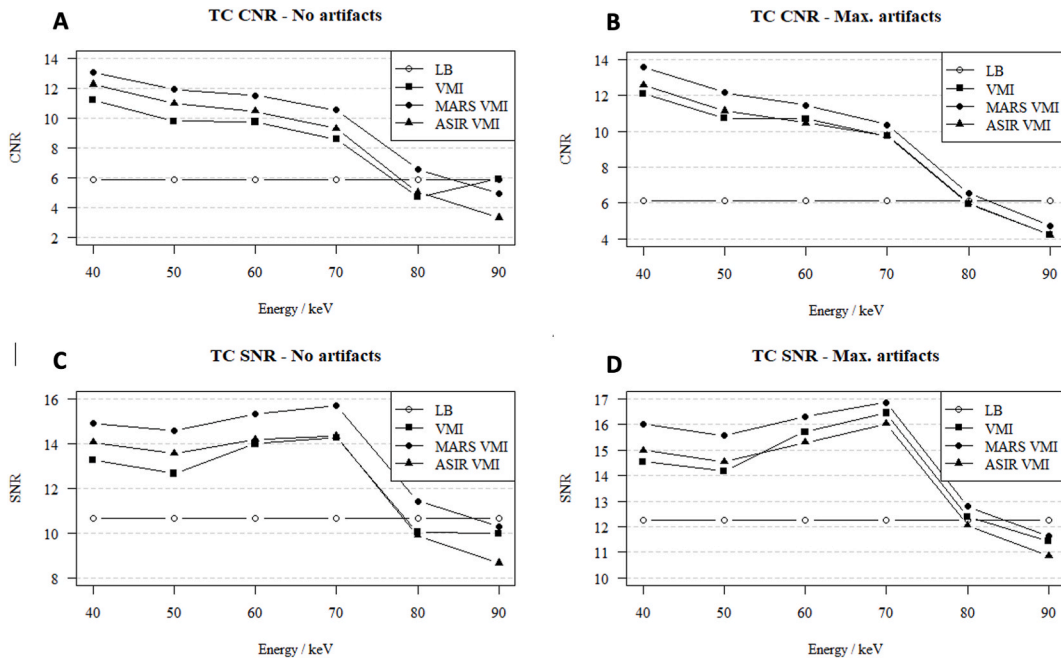 A
TC CNR - No artifacts
CNR
14
12
10
8
6
4
2
LB
VMI
MARS VMI
ASIR VMI
40 50 60 70 80 90
Energy / keV
B
TC CNR - Max. artifacts
CNR
14
12
10
8
6
4
LB
VMI
MARS VMI
ASIR VMI
40 50 60 70 80 90
Energy / keV
C
TC SNR - No artifacts
SNR
16
14
12
10
8
LB
VMI
MARS VMI
ASIR VMI
40 50 60 70 80 90
Energy / keV
D
TC SNR - Max. artifacts
SNR
17
16
15
14
13
12
11
10
LB
VMI
MARS VMI
ASIR VMI
40 50 60 70 80 90
Energy / keV